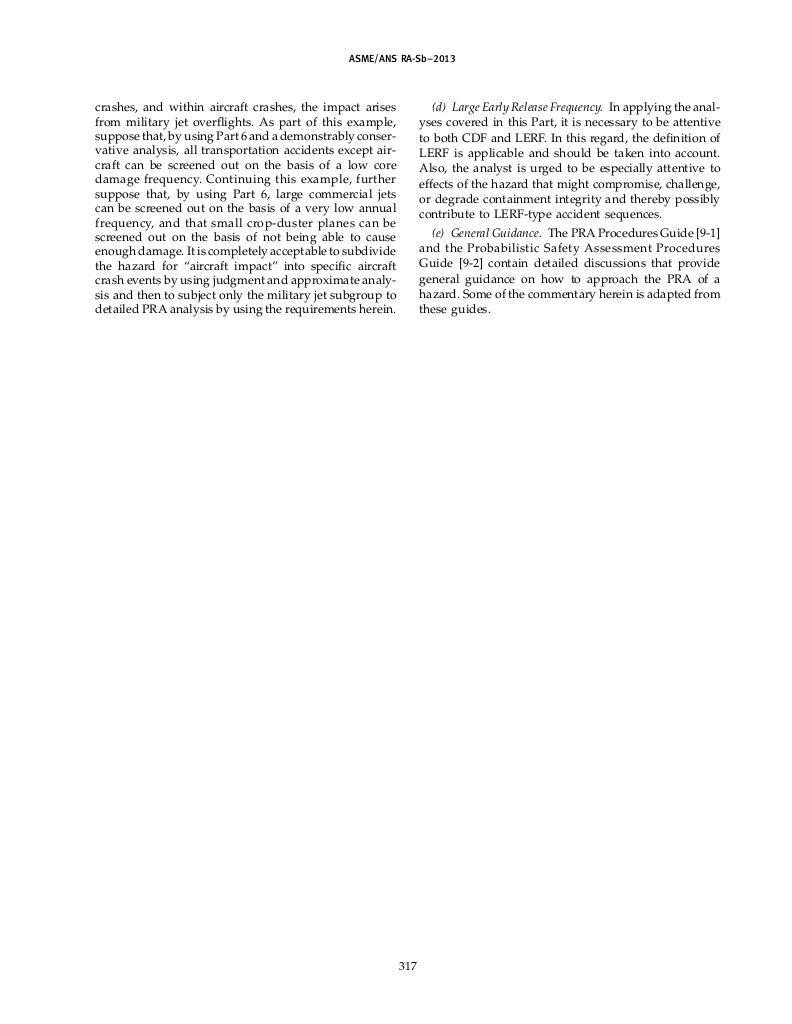 ASME/ANS RA-Sb–2013
crashes, and within aircraft crashes, the impact arises
from military jet overflights. As part of this example,
suppose that, by using Part 6 and a demonstrably conser-
vative analysis, all transportation accidents except air-
craft can be screened out on the basis of a low core
damage frequency. Continuing this example, further
suppose that, by using Part 6, large commercial jets
can be screened out on the basis of a very low annual
frequency, and that small crop-duster planes can be
screened out on the basis of not being able to cause
enough damage. It is completely acceptable to subdivide
the hazard for “aircraft impact” into specific aircraft
crash events by using judgment and approximate analy-
sis and then to subject only the military jet subgroup to
detailed PRA analysis by using the requirements herein.
(d) Large Early Release Frequency. In applying the anal-
yses covered in this Part, it is necessary to be attentive
to both CDF and LERF. In this regard, the definition of
LERF is applicable and should be taken into account.
Also, the analyst is urged to be especially attentive to
effects of the hazard that might compromise, challenge,
or degrade containment integrity and thereby possibly
contribute to LERF-type accident sequences.
(e) General Guidance. The PRA Procedures Guide [9-1]
and the Probabilistic Safety Assessment Procedures
Guide [9-2] contain detailed discussions that provide
general guidance on how to approach the PRA of a
hazard. Some of the commentary herein is adapted from
these guides.
317